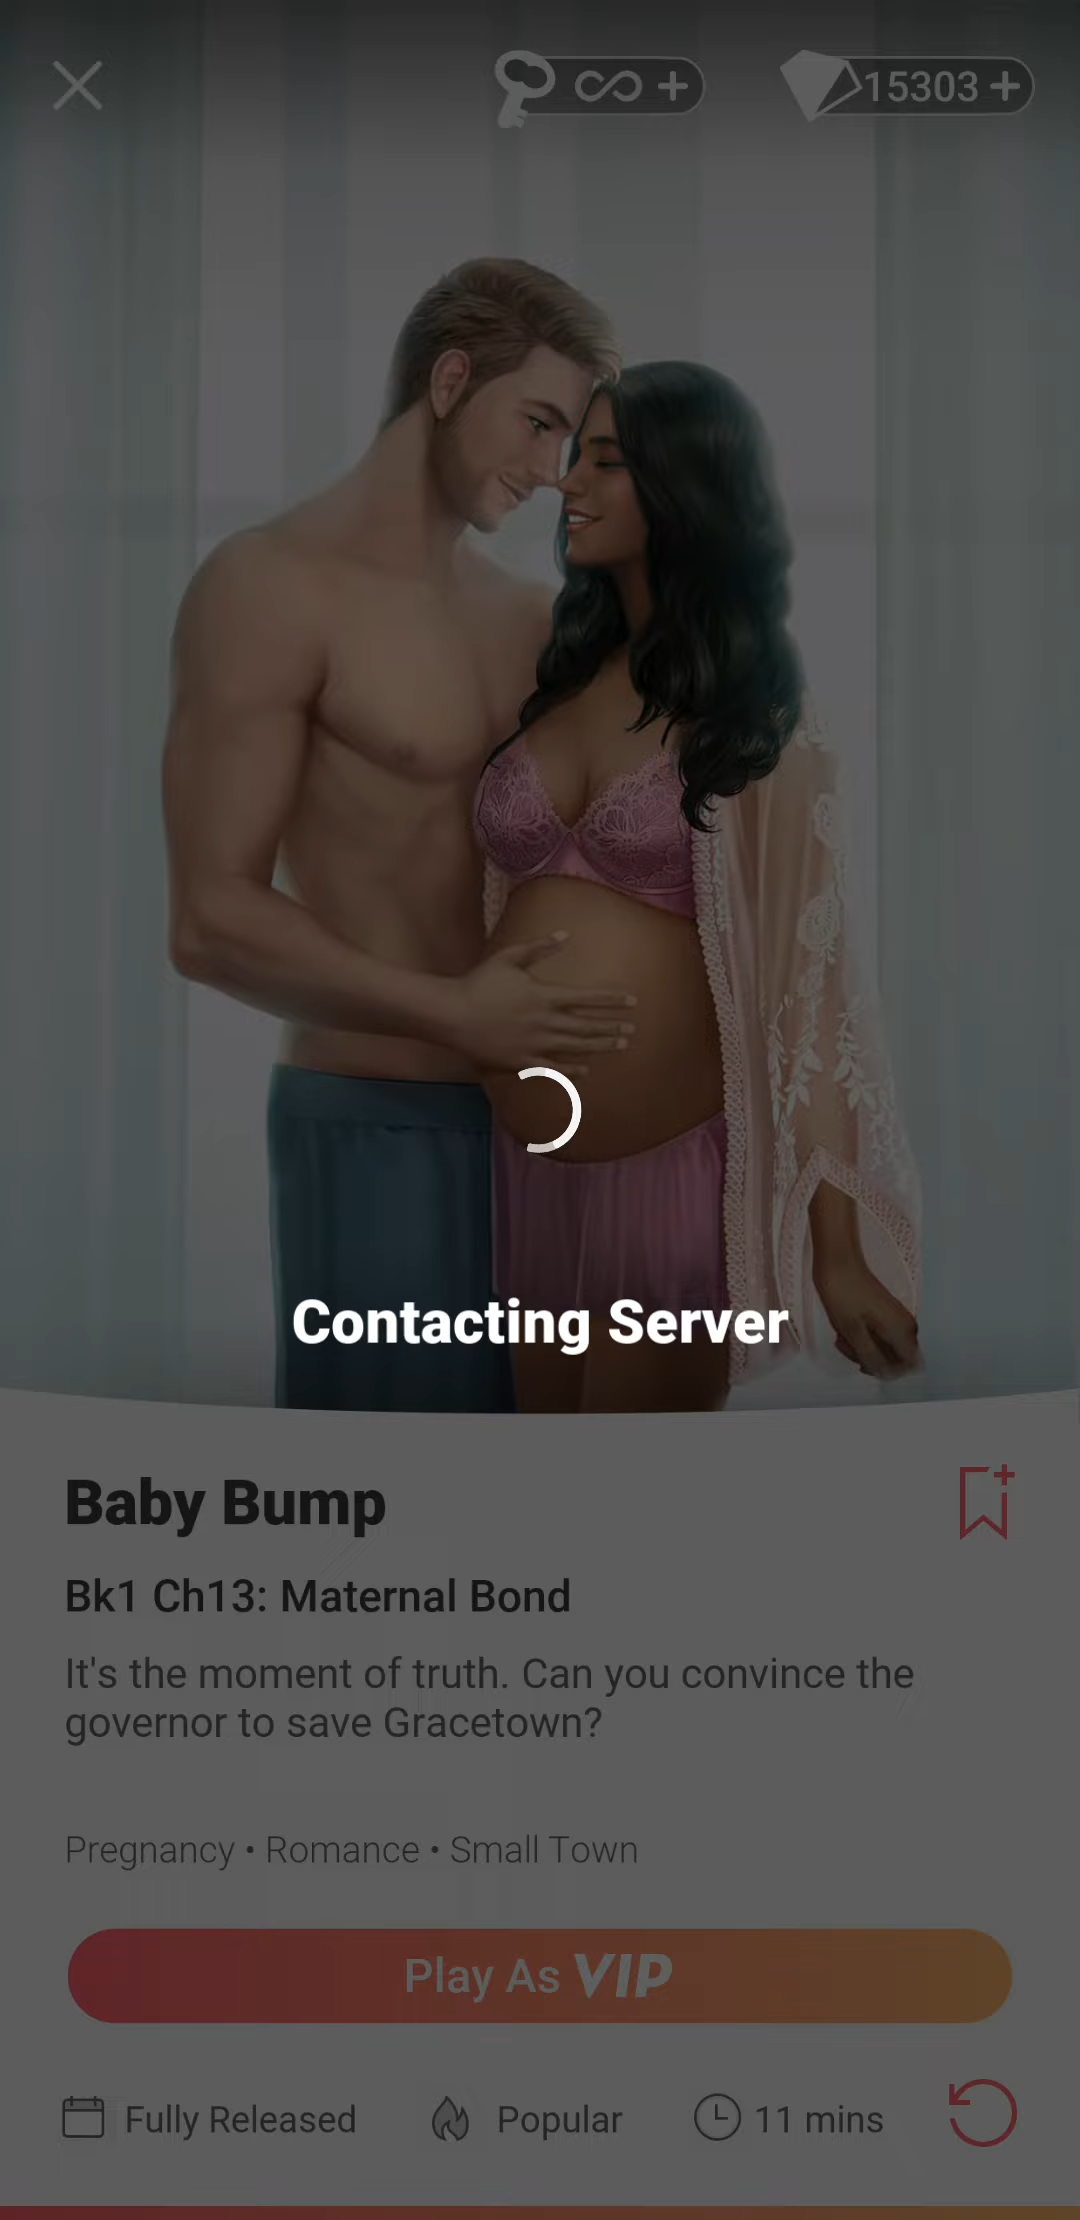 15303
Contacting Server
Baby Bump
Bk1 Ch13: Maternal Bond
It's the moment of truth. Can you convince the
governor to save Gracetown?
Pregnancy • Romance • Small Town
Play As VIP
Fully Released
Popular
11 mins